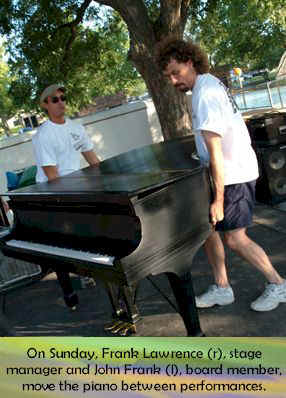 On Sunday, Frank Lawrence (r), stage
manager and John Frank (l), board member,
move the piano between performances.